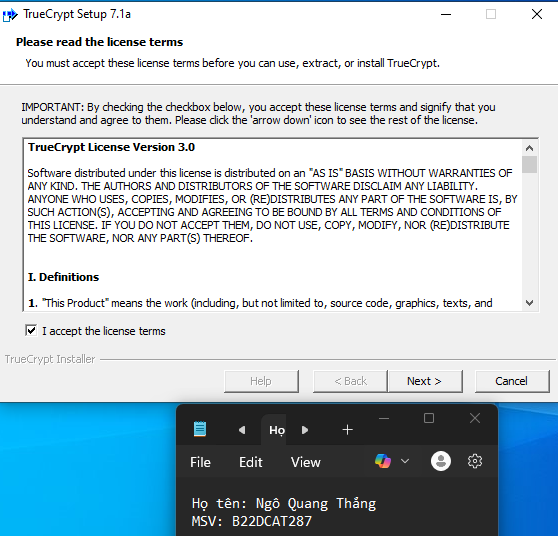 TrueCrypt Setup 7.1a
Please read the license terms
You must accept these license terms before you can use, extract, or install TrueCrypt.
IMPORTANT: By checking the checkbox below, you accept these license terms and signify that you
understand and agree to them. Please click the 'arrow down' icon to see the rest of the license.
TrueCrypt License Version 3.0
Software distributed under this license is distributed on an "AS IS" BASIS WITHOUT WARRANTIES OF
ANY KIND. THE AUTHORS AND DISTRIBUTORS OF THE SOFTWARE DISCLAIM ANY LIABILITY.
ANYONE WHO USES, COPIES, MODIFIES, OR (RE)DISTRIBUTES ANY PART OF THE SOFTWARE IS, BY
SUCH ACTION(S), ACCEPTING AND AGREEING TO BE BOUND BY ALL TERMS AND CONDITIONS OF
THIS LICENSE. IF YOU DO NOT ACCEPT THEM, DO NOT USE, COPY, MODIFY, NOR (RE)DISTRIBUTE
THE SOFTWARE, NOR ANY PART(S) THEREOF.
I. Definitions
1. "This Product" means the work (including, but not limited to, source code, graphics, texts, and
I accept the license terms
TrueCrypt Installer
Help < Back Next > Cancel
Họ
File Edit View
Họ tên: Ngô Quang Thắng
MSV: B22DCAT287